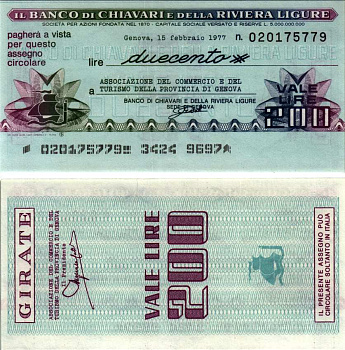 IL BANCO DI CHIAVARI E DELLA RIVIERA LIGURE
SOCIETÀ PER AZIONI FONDATA NEL 1870 - CAPITALE SOCIALE VERSATO E RISERVE L. 5.000.000.000
pagherà a vista
per questo
assegno
circolare
Genova, 15 febbraio 1977 n. 020175779
lire duecento
a ASSOCIAZIONE DEL COMMERCIO E DEL
TURISMO DELLA PROVINCIA DI GENOVA
BANCO DI CHIAVARI E DELLA RIVIERA LIGURE
VALE
LIRE
200
020175779 3424 9697
GIRATE
ASSOCIAZIONE DEL COMMERCIO E DEL
TURISMO DELLA PROVINCIA DI GENOVA
Il Presidente
VALE LIRE
200
IL PRESENTE ASSEGNO PUO'
CIRCOLARE SOLTANTO IN ITALIA